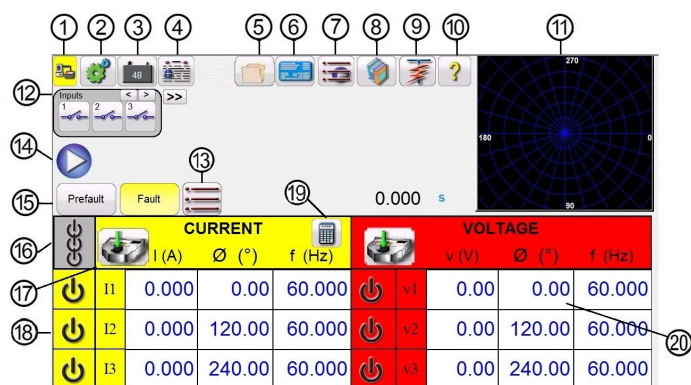 1 2 3 4 5 6 7 8 9 10 11
48
?
270
12 Inputs < > >>
1 2 3
180 0
14
13
15 Prefault Fault 0.000 s
90
19
16 CURRENT VOLTAGE
I (A) Ø (°) f (Hz) v (V) Ø (°) f (Hz)
17
I1 0.000 0.00 60.000 v1 0.00 0.00 60.000
18 I2 0.000 120.00 60.000 v2 0.00 120.00 60.000
20
I3 0.000 240.00 60.000 v3 0.00 240.00 60.000